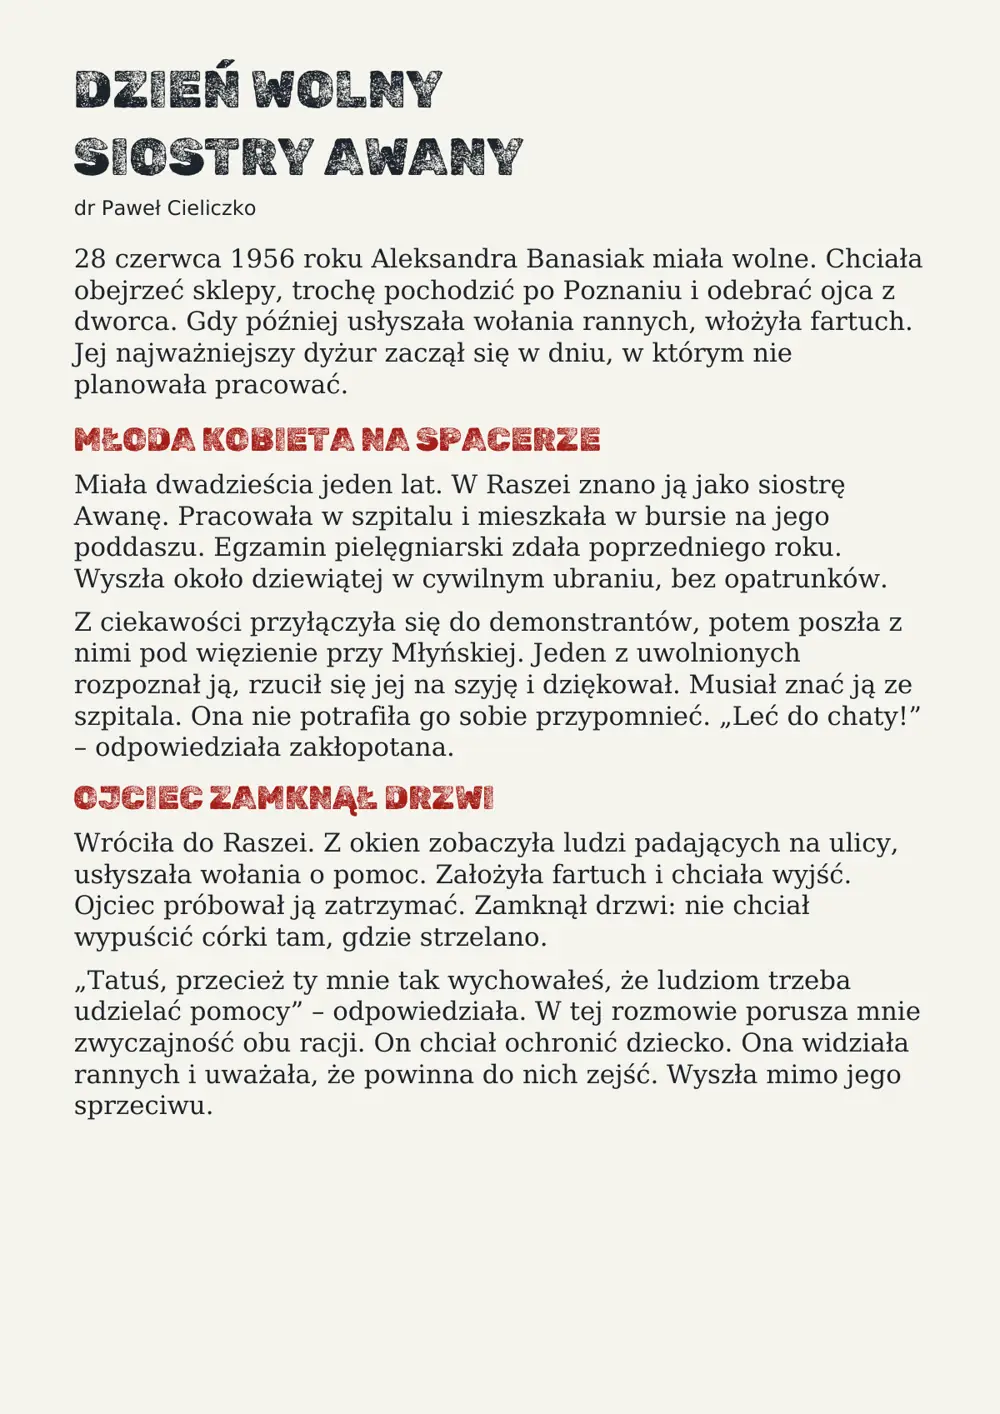 DZIEŃ WOLNY
SIOSTRY AWANY
dr Paweł Cieliczko
28 czerwca 1956 roku Aleksandra Banasiak miała wolne. Chciała
obejrzeć sklepy, trochę pochodzić po Poznaniu i odebrać ojca z
dworca. Gdy później usłyszała wołania rannych, włożyła fartuch.
Jej najważniejszy dyżur zaczął się w dniu, w którym nie
planowała pracować.
MŁODA KOBIETA NA SPACERZE
Miała dwadzieścia jeden lat. W Raszei znano ją jako siostrę
Awanę. Pracowała w szpitalu i mieszkała w bursie na jego
poddaszu. Egzamin pielęgniarski zdała poprzedniego roku.
Wyszła około dziewiątej w cywilnym ubraniu, bez opatrunków.
Z ciekawości przyłączyła się do demonstrantów, potem poszła z
nimi pod więzienie przy Młyńskiej. Jeden z uwolnionych
rozpoznał ją, rzucił się jej na szyję i dziękował. Musiał znać ją ze
szpitala. Ona nie potrafiła go sobie przypomnieć. „Leć do chaty!”
– odpowiedziała zakłopotana.
OJCIEC ZAMKNĄŁ DRZWI
Wróciła do Raszei. Z okien zobaczyła ludzi padających na ulicy,
usłyszała wołania o pomoc. Założyła fartuch i chciała wyjść.
Ojciec próbował ją zatrzymać. Zamknął drzwi: nie chciał
wypuścić córki tam, gdzie strzelano.
„Tatuś, przecież ty mnie tak wychowałeś, że ludziom trzeba
udzielać pomocy” – odpowiedziała. W tej rozmowie porusza mnie
zwyczajność obu racji. On chciał ochronić dziecko. Ona widziała
rannych i uważała, że powinna do nich zejść. Wyszła mimo jego
sprzeciwu.